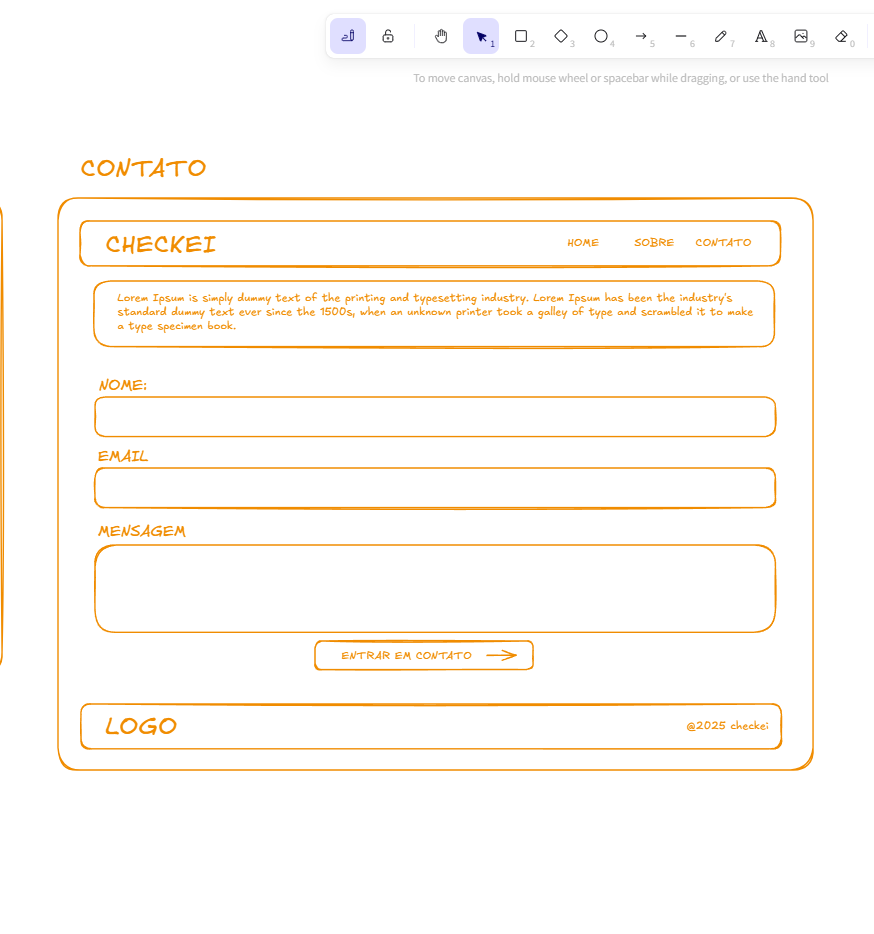 1
2
3
4
5
6
7
8
9
0
To move canvas, hold mouse wheel or spacebar while dragging, or use the hand tool
CONTATO
CHECKEI
HOME SOBRE CONTATO
Lorem Ipsum is simply dummy text of the printing and typesetting industry. Lorem Ipsum has been the industry's
standard dummy text ever since the 1500s, when an unknown printer took a galley of type and scrambled it to make
a type specimen book.
NOME:
EMAIL
MENSAGEM
ENTRAR EM CONTATO
LOGO
@2025 checkei